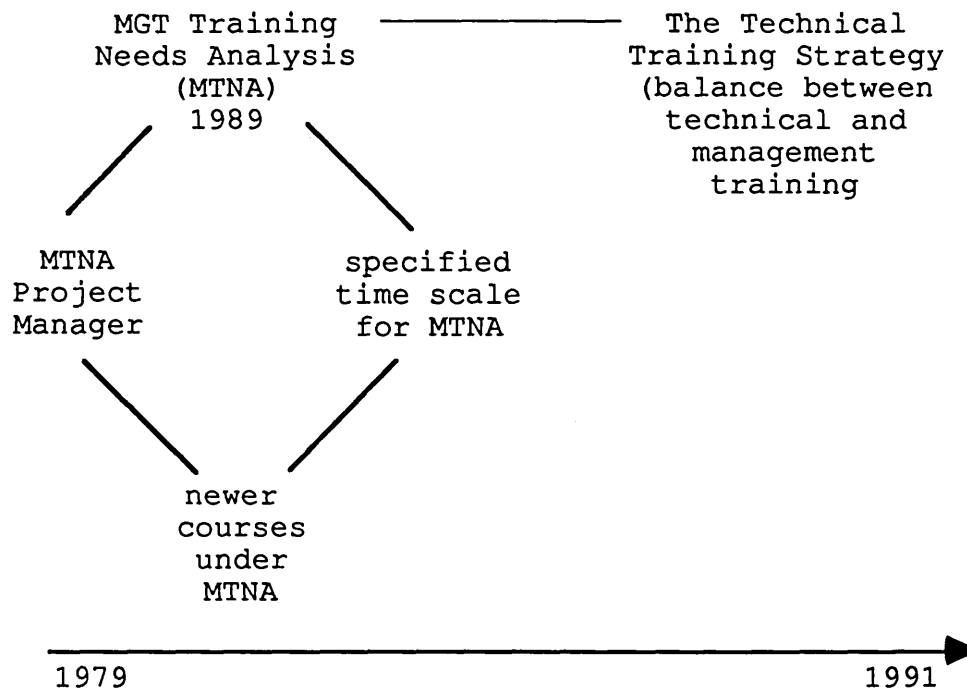 MGT Training
Needs Analysis
(MTNA)
1989
The Technical
Training Strategy
(balance between
technical and
management
training
MTNA
Project
Manager
specified
time scale
for MTNA
newer
courses
under
MTNA
1979
1991